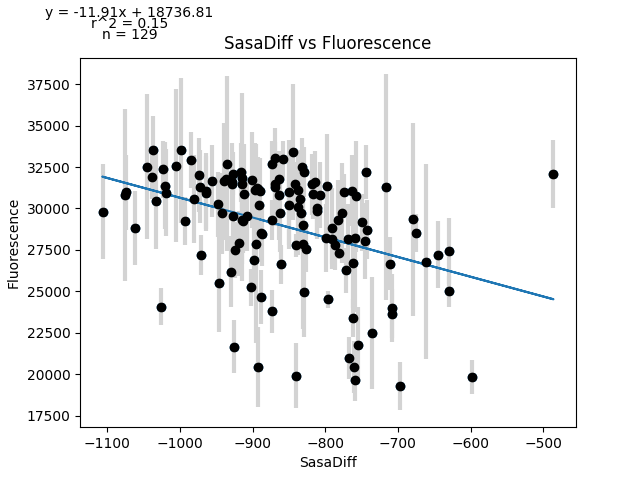 y = -11.91x + 18736.81
r^2 = 0.15
n = 129
SasaDiff vs Fluorescence
37500
35000
32500
30000
27500
25000
22500
20000
17500
Fluorescence
−1100 −1000 −900 −800 −700 −600 −500
SasaDiff